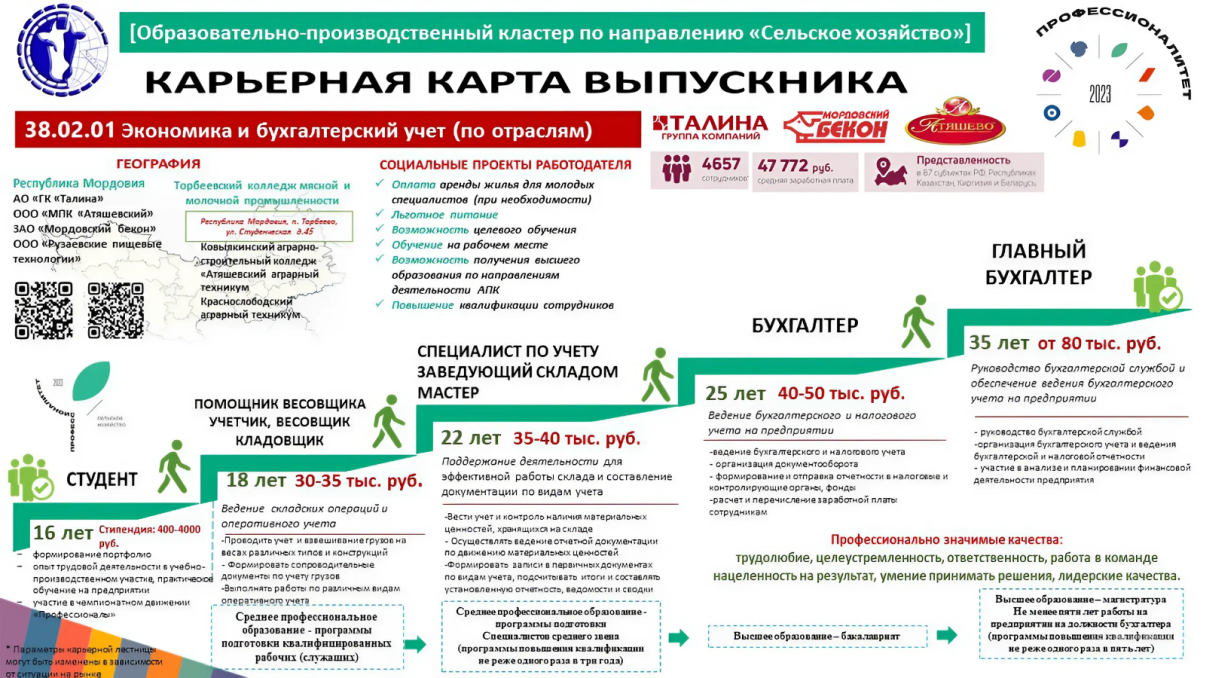 [Образовательно-производственный кластер по направлению «Сельское хозяйство»]
КАРЬЕРНАЯ КАРТА ВЫПУСКНИКА
ПРОФЕССИОНАЛИТЕТ
2023
38.02.01 Экономика и бухгалтерский учет (по отраслям)
ТАЛИНА
ГРУППА КОМПАНИЙ
МОРДОВСКИЙ
БЕКОН
АТЯШЕВО
4657
сотрудников
47 772 руб.
средняя заработная плата
Представленность
в 67 субъектах РФ, Республиках
Казахстан, Киргизия и Беларусь
ГЕОГРАФИЯ
Республика Мордовия
АО «ГК «Талина»
ООО «МПК «Атяшевский»
ЗАО «Мордовский бекон»
ООО «Рузаевские пищевые
технологии»
Торбеевский колледж мясной и
молочной промышленности
Республика Мордовия, п. Торбеево,
ул. Студенческая д.45
Ковылкинский аграрно-
строительный колледж
«Атяшевский аграрный
техникум
Краснослободский
аграрный техникум
СОЦИАЛЬНЫЕ ПРОЕКТЫ РАБОТОДАТЕЛЯ
✓ Оплата аренды жилья для молодых
специалистов (при необходимости)
✓ Льготное питание
✓ Возможность целевого обучения
✓ Обучение на рабочем месте
✓ Возможность получения высшего
образования по направлениям
деятельности АПК
✓ Повышение квалификации сотрудников
2023
ПРОФЕССИОНАЛИТЕТ
СЕЛЬСКОЕ
ХОЗЯЙСТВО
СТУДЕНТ
16 лет Стипендия: 400-4000
руб.
– формирование портфолио
– опыт трудовой деятельности в учебно-
производственном участке, практическое
обучение на предприятии
– участие в чемпионатном движении
«Профессионалы»
* Параметры карьерной лестницы
могут быть изменены в зависимости
от ситуации на рынке
ПОМОЩНИК ВЕСОВЩИКА
УЧЕТЧИК, ВЕСОВЩИК
КЛАДОВЩИК
18 лет 30-35 тыс. руб.
Ведение складских операций и
оперативного учета
-Проводить учет и взвешивание грузов на
весах различных типов и конструкций
- Формировать сопроводительные
документы по учету грузов
-Выполнять работы по различным видам
оперативного учета
Среднее профессиональное
образование - программы
подготовки квалифицированных
рабочих (служащих)
СПЕЦИАЛИСТ ПО УЧЕТУ
ЗАВЕДУЮЩИЙ СКЛАДОМ
МАСТЕР
22 лет 35-40 тыс. руб.
Поддержание деятельности для
эффективной работы склада и составление
документации по видам учета
-Вести учет и контроль наличия материальных
ценностей, хранящихся на складе
- Осуществлять ведение отчетной документации
по движению материальных ценностей
-Формировать записи в первичных документах
по видам учета, подсчитывать итоги и составлять
установленную отчетность, ведомости и сводки
Среднее профессиональное образование -
программы подготовки
Специалистов среднего звена
(программы повышения квалификации
не реже одного раза в три года)
БУХГАЛТЕР
25 лет 40-50 тыс. руб.
Ведение бухгалтерского и налогового
учета на предприятии
-ведение бухгалтерского и налогового учета
- организация документооборота
- формирование и отправка отчетности в налоговые и
контролирующие органы, фонды
-расчет и перечисление заработной платы
сотрудникам
Высшее образование – бакалавриат
ГЛАВНЫЙ
БУХГАЛТЕР
35 лет от 80 тыс. руб.
Руководство бухгалтерской службой и
обеспечение ведения бухгалтерского
учета на предприятии
- руководство бухгалтерской службой
-организация бухгалтерского учета и ведения
бухгалтерской и налоговой отчетности
- участие в анализе и планировании финансовой
деятельности предприятия
Профессионально значимые качества:
трудолюбие, целеустремленность, ответственность, работа в команде
нацеленность на результат, умение принимать решения, лидерские качества.
Высшее образование – магистратура
Не менее пяти лет работы на
предприятии на должности бухгалтера
(программы повышения квалификации
не реже одного раза в пять лет)